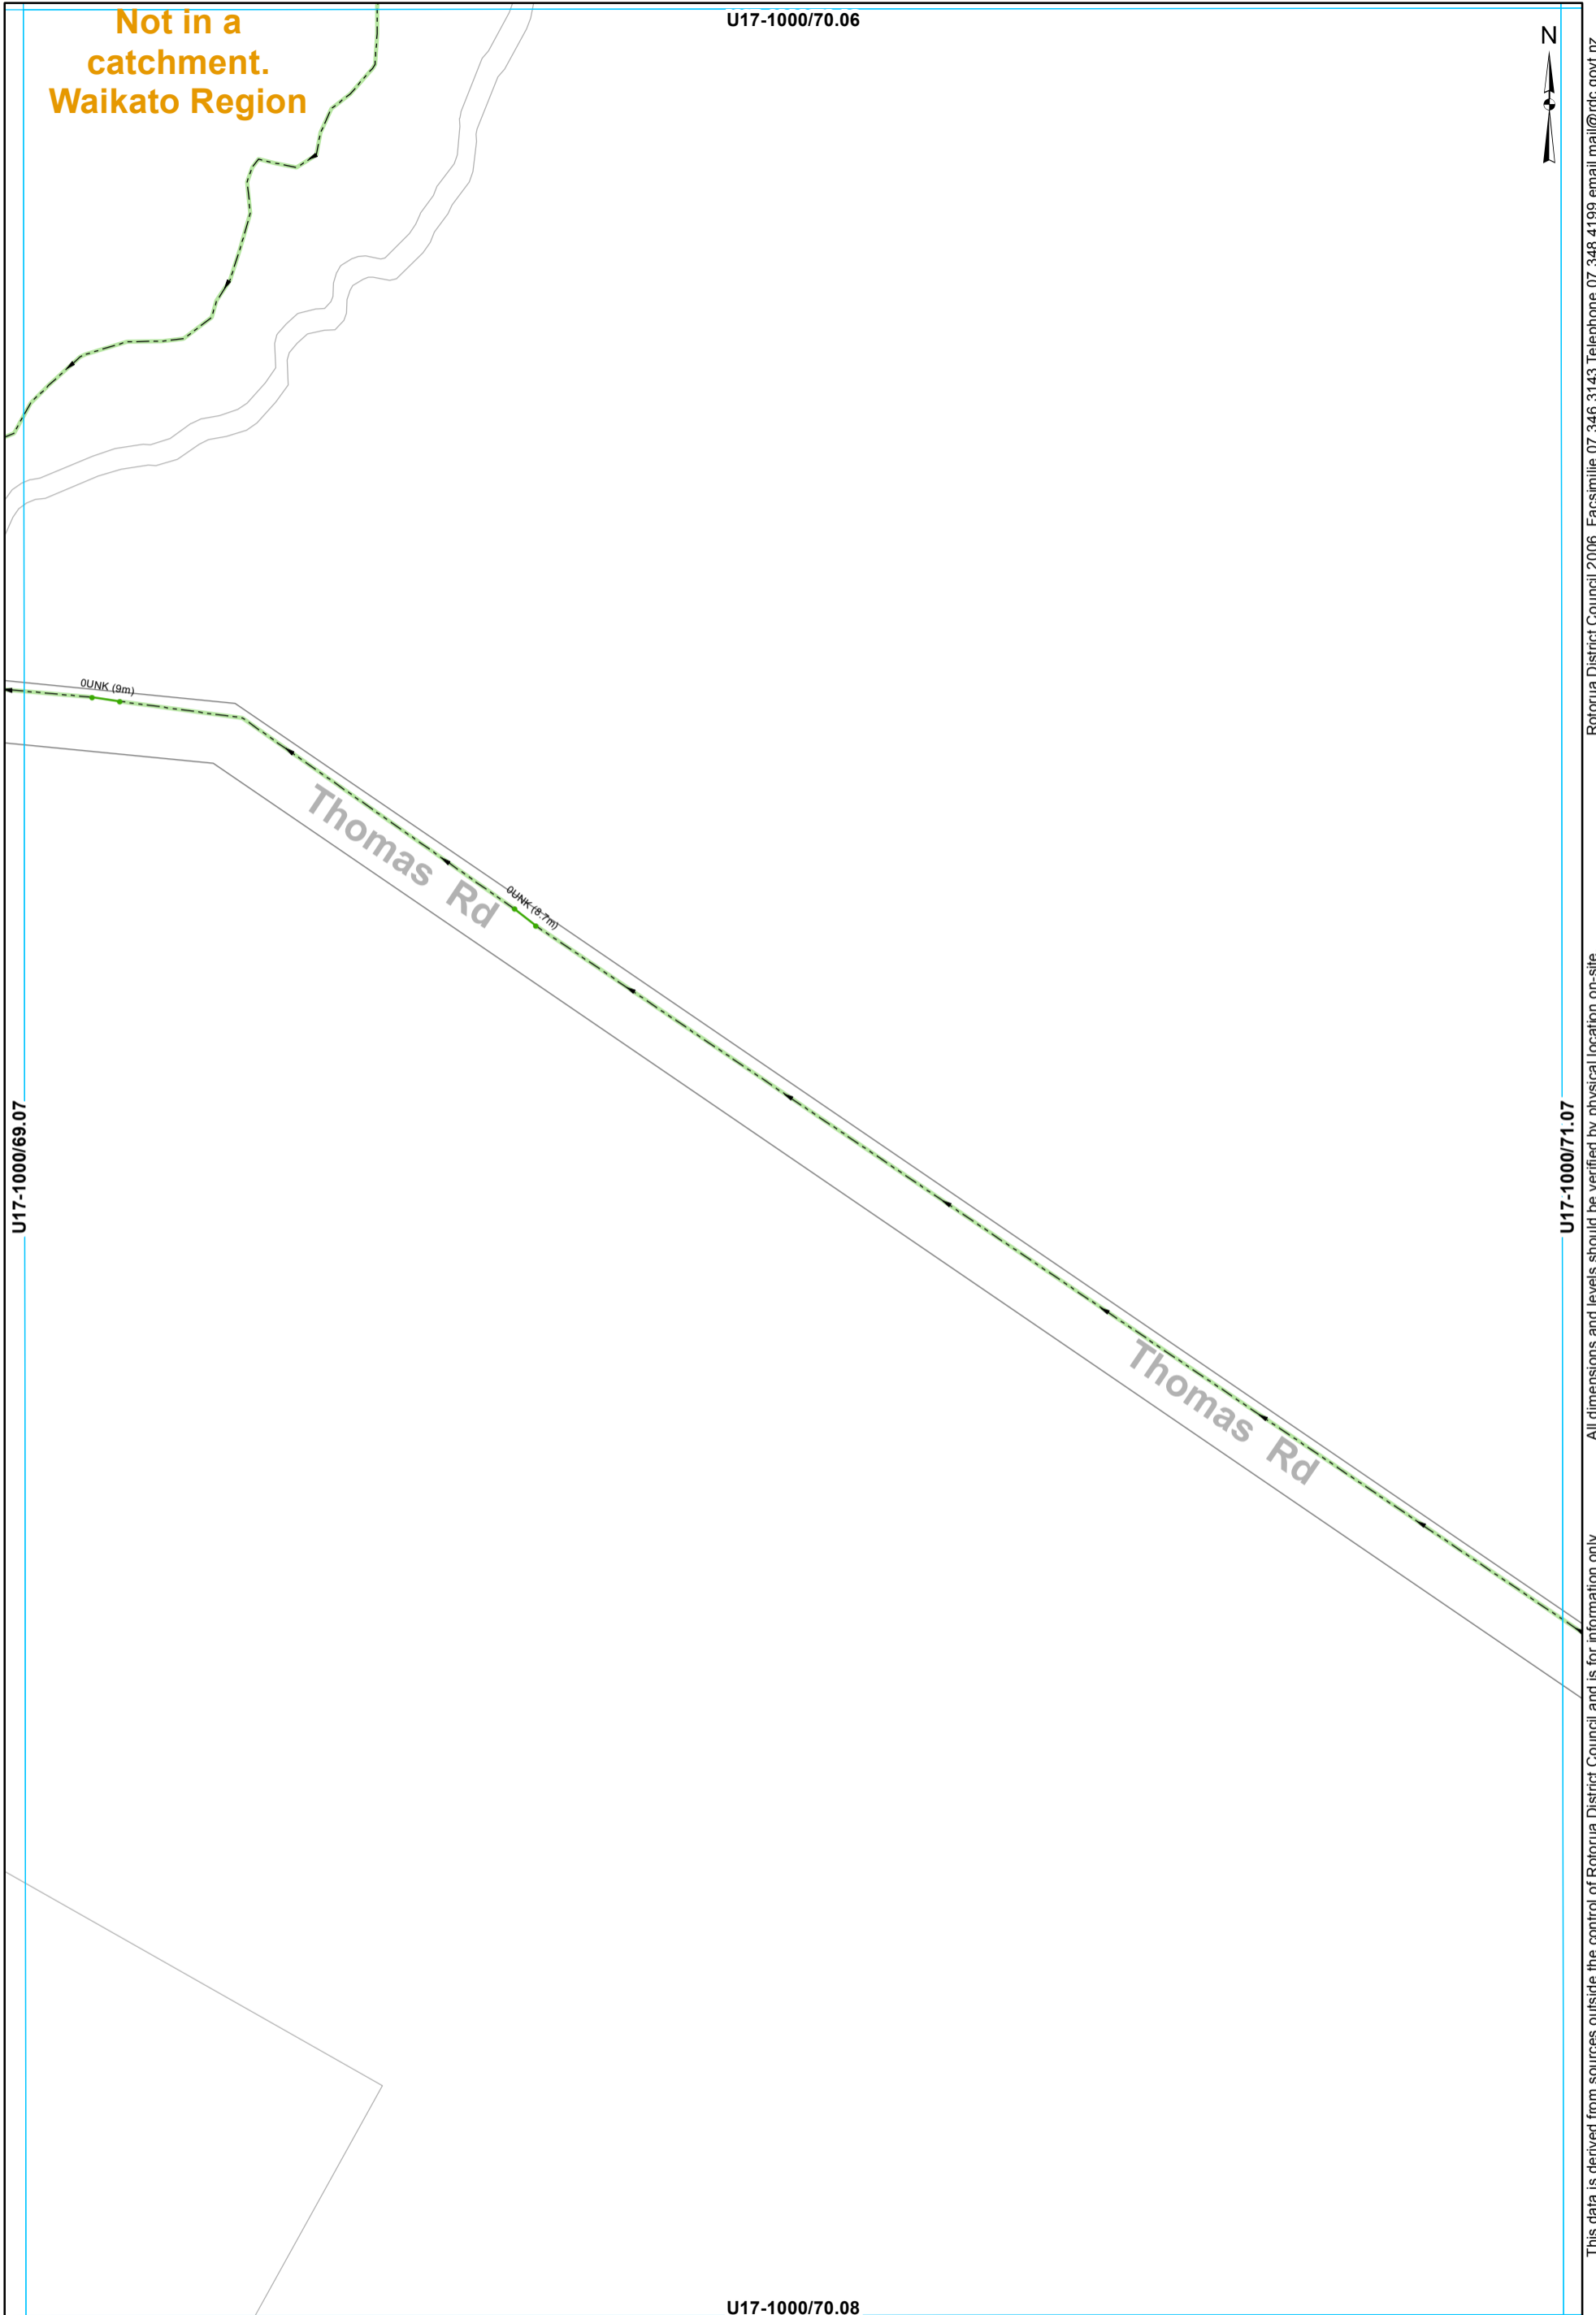 U17-1000/70.06
Not in a
catchment.
Waikato Region
N
0UNK (9m)
Thomas Rd
0UNK (8.7m)
U17-1000/69.07
U17-1000/71.07
Thomas Rd
U17-1000/70.08
This data is derived from sources outside the control of Rotorua District Council and is for information only
All dimensions and levels should be verified by physical location on-site
Rotorua District Council 2006 Facsimilie 07 346 3143 Telephone 07 348 4199 email mail@rdc.govt.nz